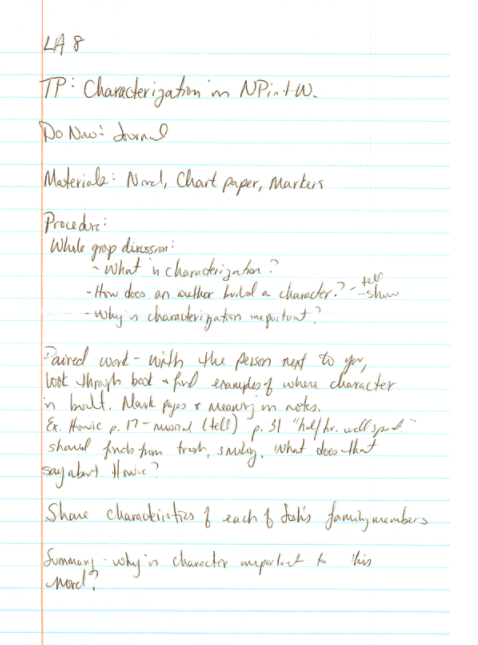 LA 8
TP: Characterization in NPintW.
Do Now: Journal
Materials: Novel, Chart paper, Markers
Procedure:
Whole group discussion:
- What is characterization?
- How does an author build a character? - tell
- show
- Why is characterization important?
Paired word - with the person next to you,
look through book + find examples of where character
is built. Mark pages + meaning in notes.
Ex. Howie p. 17 - musical (tell) p. 31 "half hr. well spent"
shared finds from trash, smiling. What does that
say about Howie?
Share characteristics of each of Josh's family members
Summary - why is character important to this
novel?